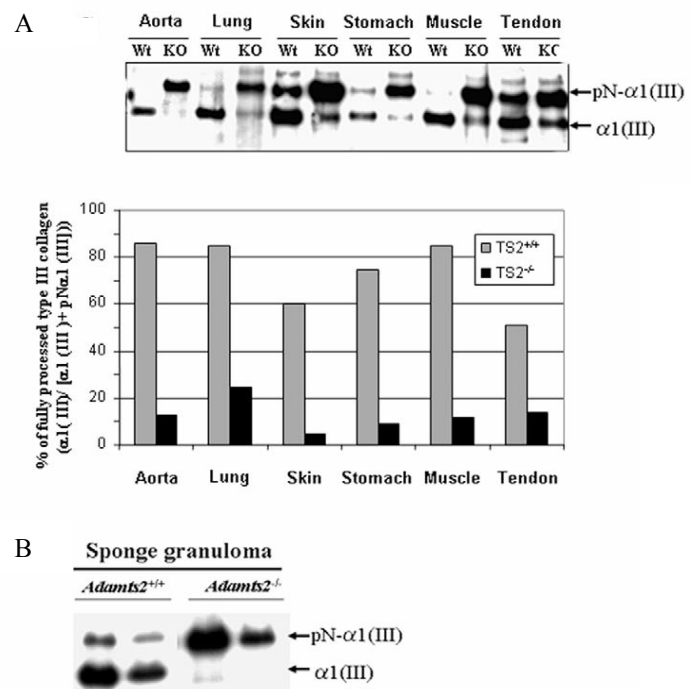 A
Aorta Lung Skin Stomach Muscle Tendon
Wt KO Wt KO Wt KO Wt KO Wt KO Wt KO
pN-α1(III)
α1(III)
% of fully processed type III collagen
(α1( III)/ [α1 (III )+ pNα1 (III]))
100
80
60
40
20
0
TS2+/+
TS2-/-
Aorta Lung Skin Stomach Muscle Tendon
B
Sponge granuloma
Adamts2+/+ Adamts2-/-
pN-α1(III)
α1(III)